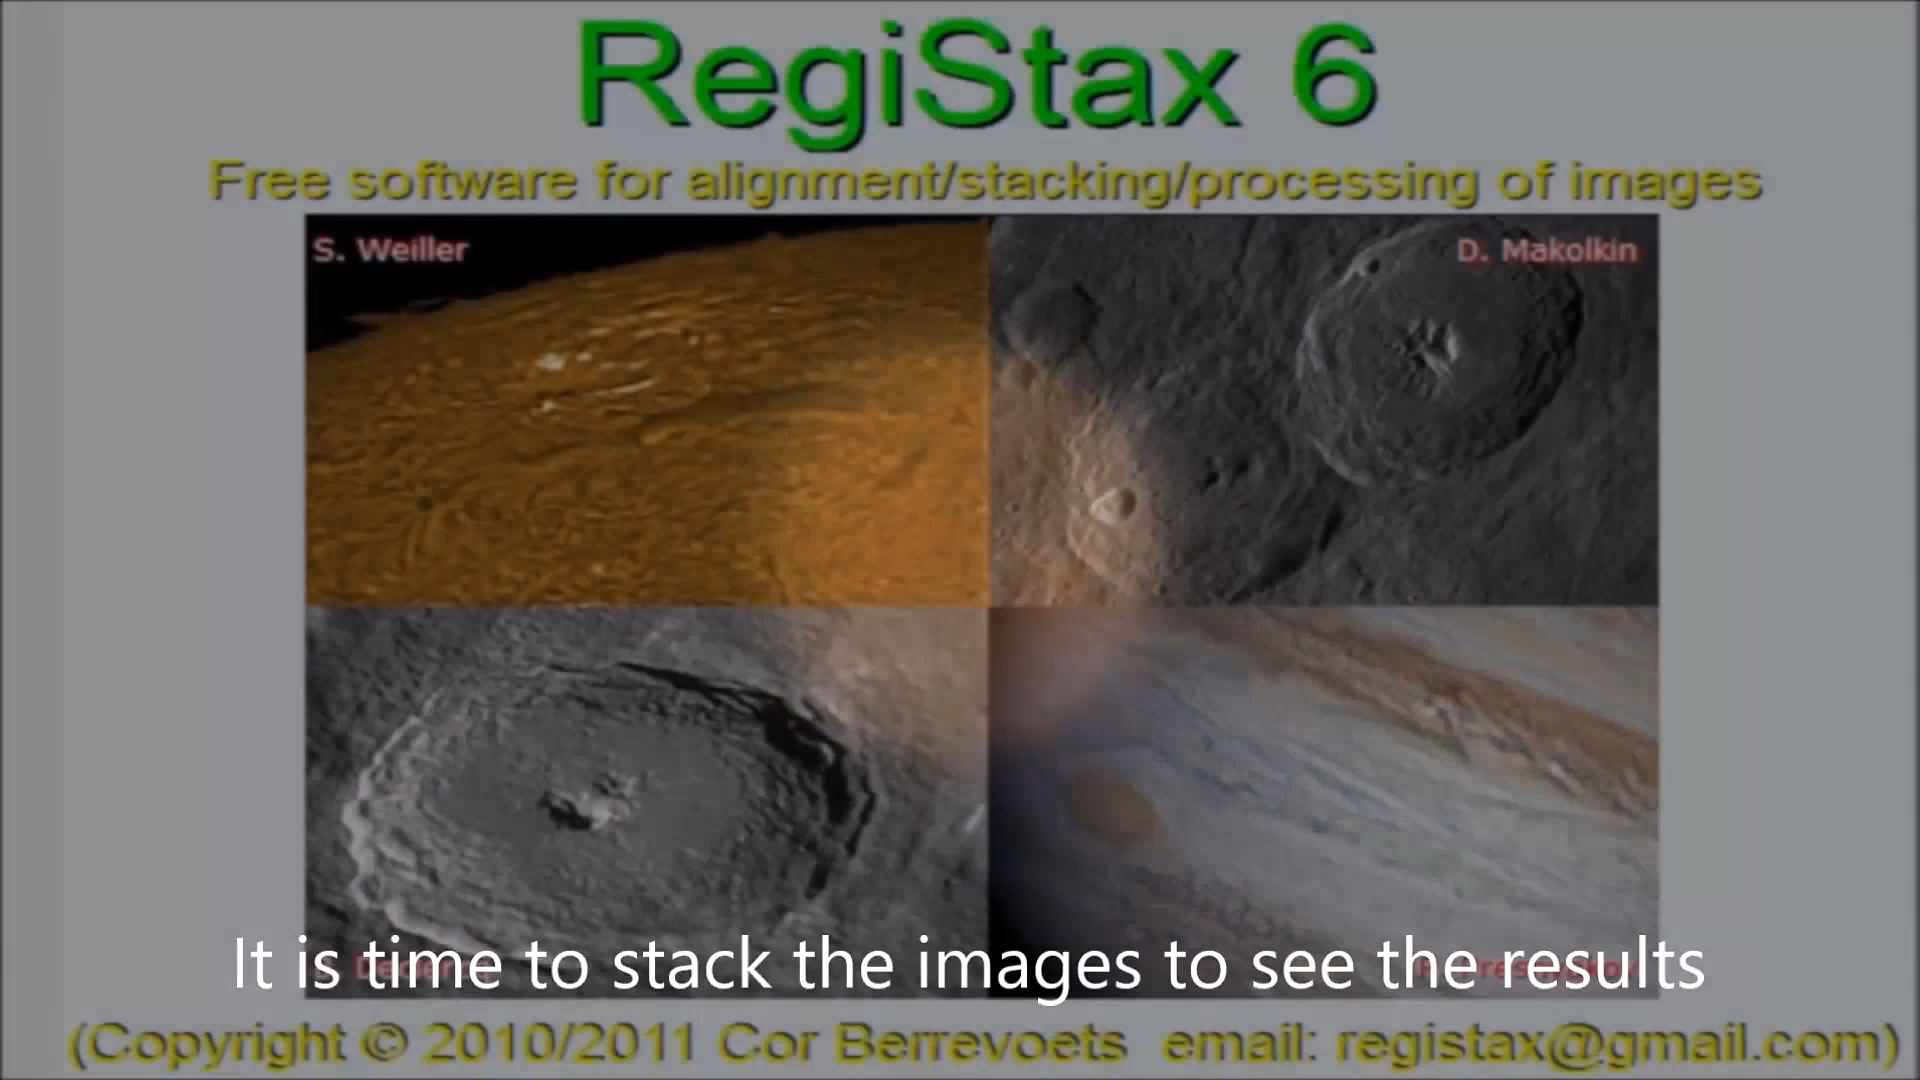 RegiStax 6
Free software for alignment/stacking/processing of images
S. Weiller
D. Makolkin
It is time to stack the images to see the results
(Copyright © 2010/2011 Cor Berrevoets email: registax@gmail.com)